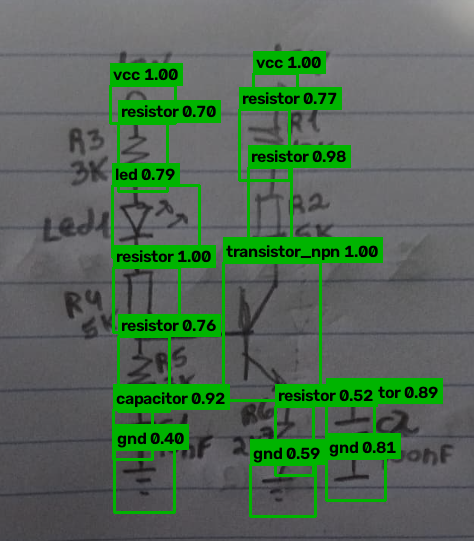 vcc 1.00
vcc 1.00
resistor 0.77
resistor 0.70
R1
R3
3K
resistor 0.98
led 0.79
R2
Led1
transistor_npn 1.00
resistor 1.00
R4
5K
resistor 0.76
R5
capacitor 0.92
resistor 0.52
tor 0.89
R6
gnd 0.40
gnd 0.59
gnd 0.81